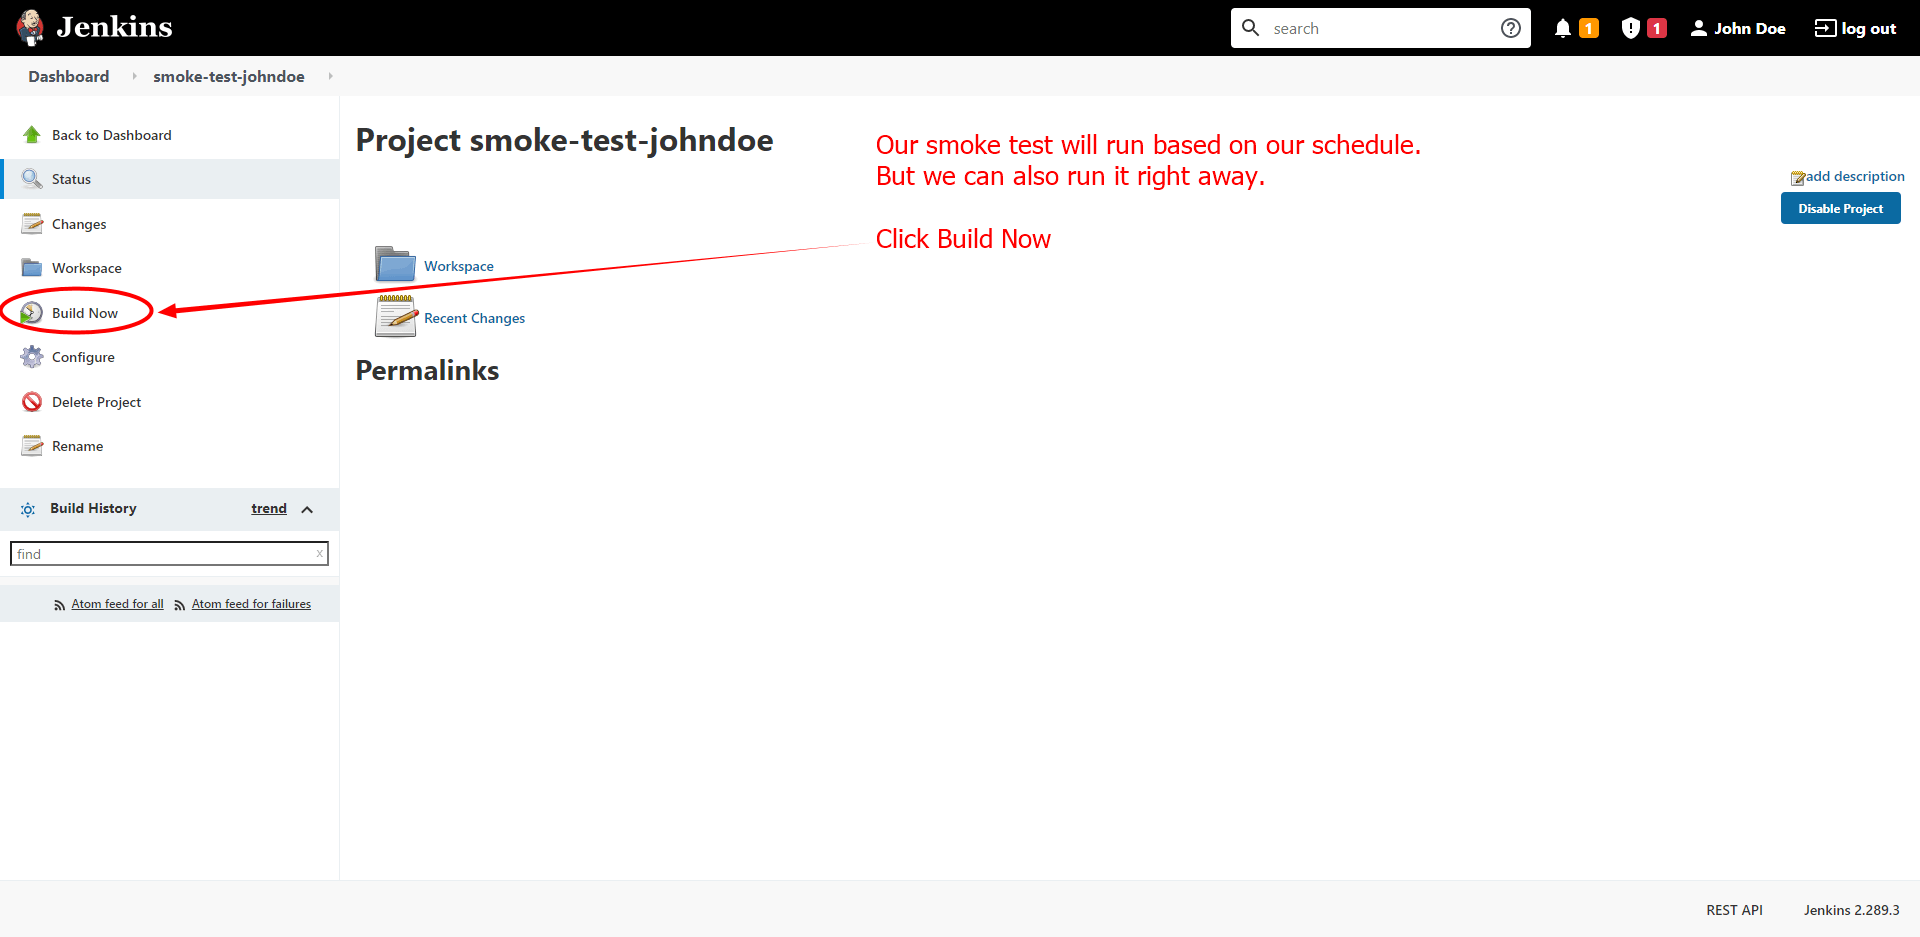 Jenkins
search
1
1
John Doe
log out
Dashboard
smoke-test-johndoe
Back to Dashboard
Status
Changes
Workspace
Build Now
Configure
Delete Project
Rename
Build History
trend
find
x
Atom feed for all
Atom feed for failures
Project smoke-test-johndoe
Our smoke test will run based on our schedule.
But we can also run it right away.
Click Build Now
add description
Disable Project
Workspace
Recent Changes
Permalinks
REST API
Jenkins 2.289.3